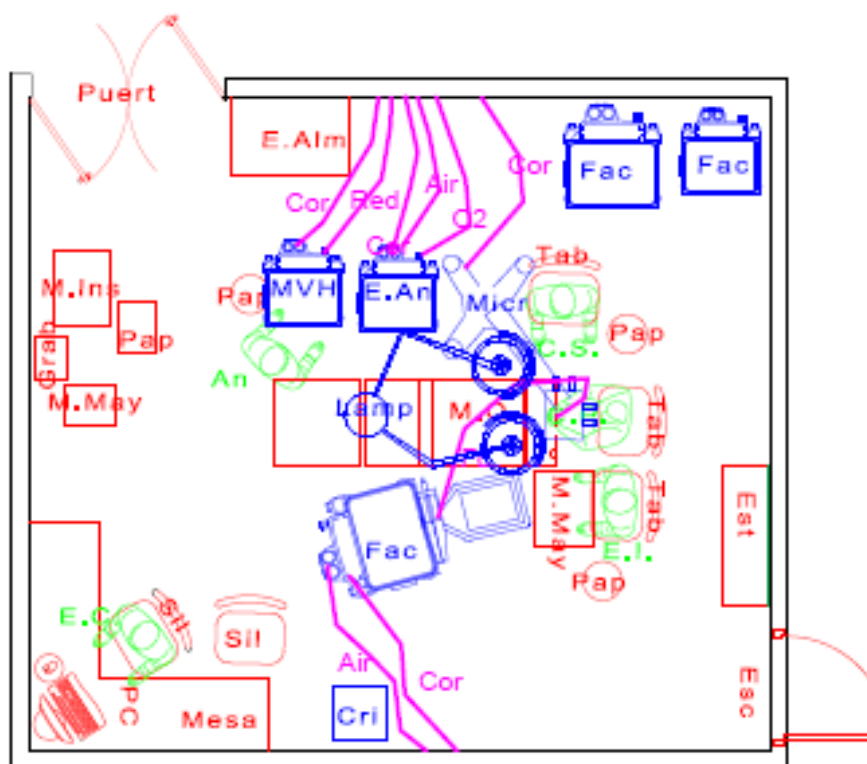 Puert
E.Alm
Fac
Fac
Cor
Red
Air
O2
Cor
Tab
M.ins
Pap
MVH
E.An
Micr
Pap
Grab
Pap
An
C.S.
M.May
Lamp
Tab
M.May
Tab
Est
Fac
E.I.
Pap
Sil
Sil
PC
Mesa
Air
Cor
Cri
Esc